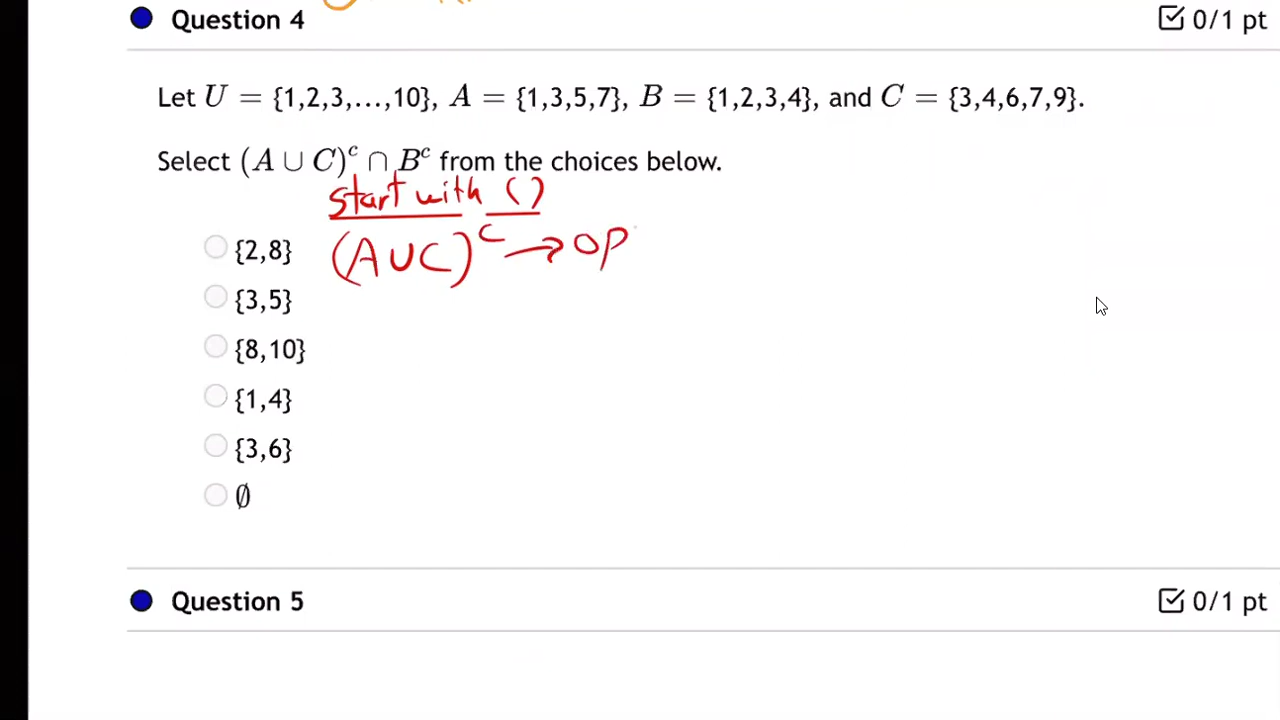 Question 4
0/1 pt
Let U = {1,2,3,...,10}, A = {1,3,5,7}, B = {1,2,3,4}, and C = {3,4,6,7,9}.
Select (A ∪ C)ᶜ ∩ Bᶜ from the choices below.
start with ()
{2,8}
(A∪C)ᶜ → op
{3,5}
{8,10}
{1,4}
{3,6}
∅
Question 5
0/1 pt